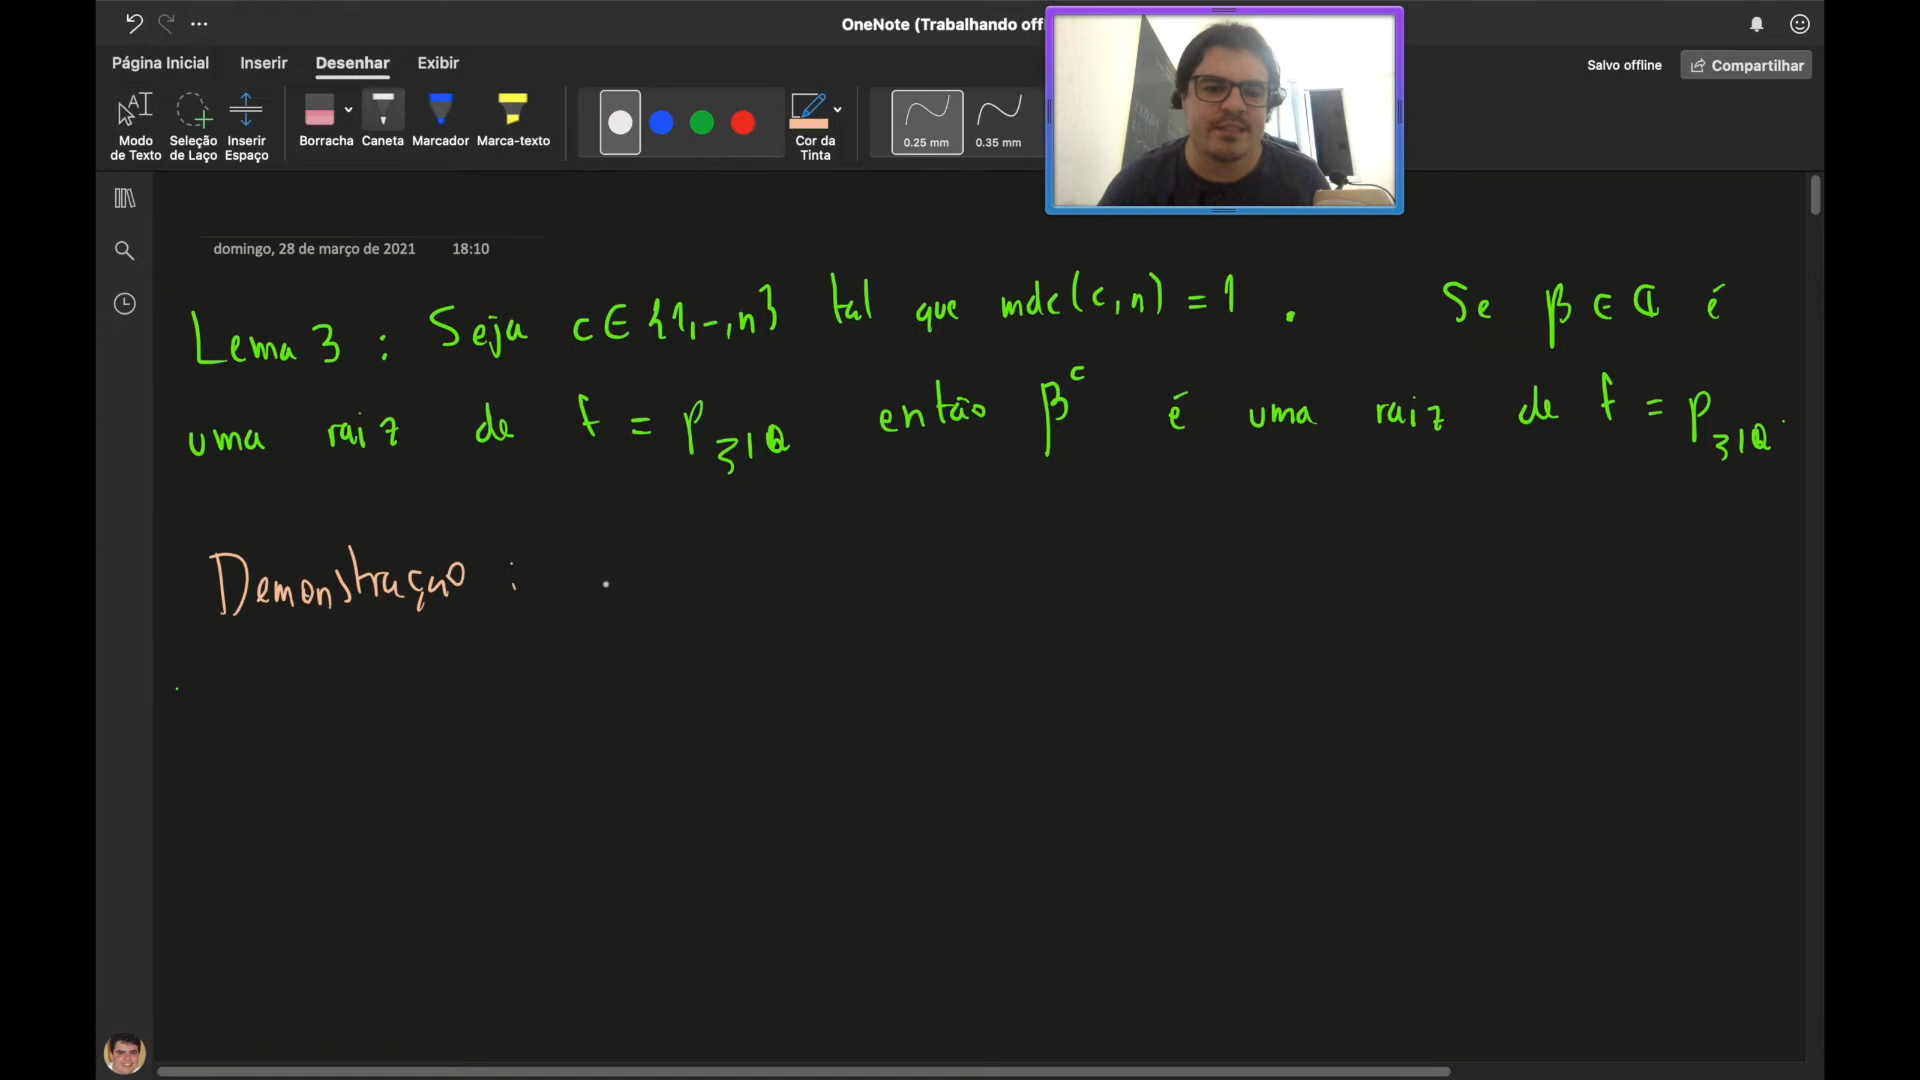 OneNote (Trabalhando offl
Página Inicial Inserir Desenhar Exibir
Salvo offline Compartilhar
Modo de Texto
Seleção de Laço
Inserir Espaço
Borracha
Caneta
Marcador
Marca-texto
Cor da Tinta
0.25 mm
0.35 mm
domingo, 28 de março de 2021 18:10
Lema 3 : Seja c ∈ {1,-,n} tal que mdc(c,n) = 1 . Se β ∈ ℂ é
uma raiz de f = p_{ζ|ℚ} então β^c é uma raiz de f = p_{ζ|ℚ}.
Demonstração :